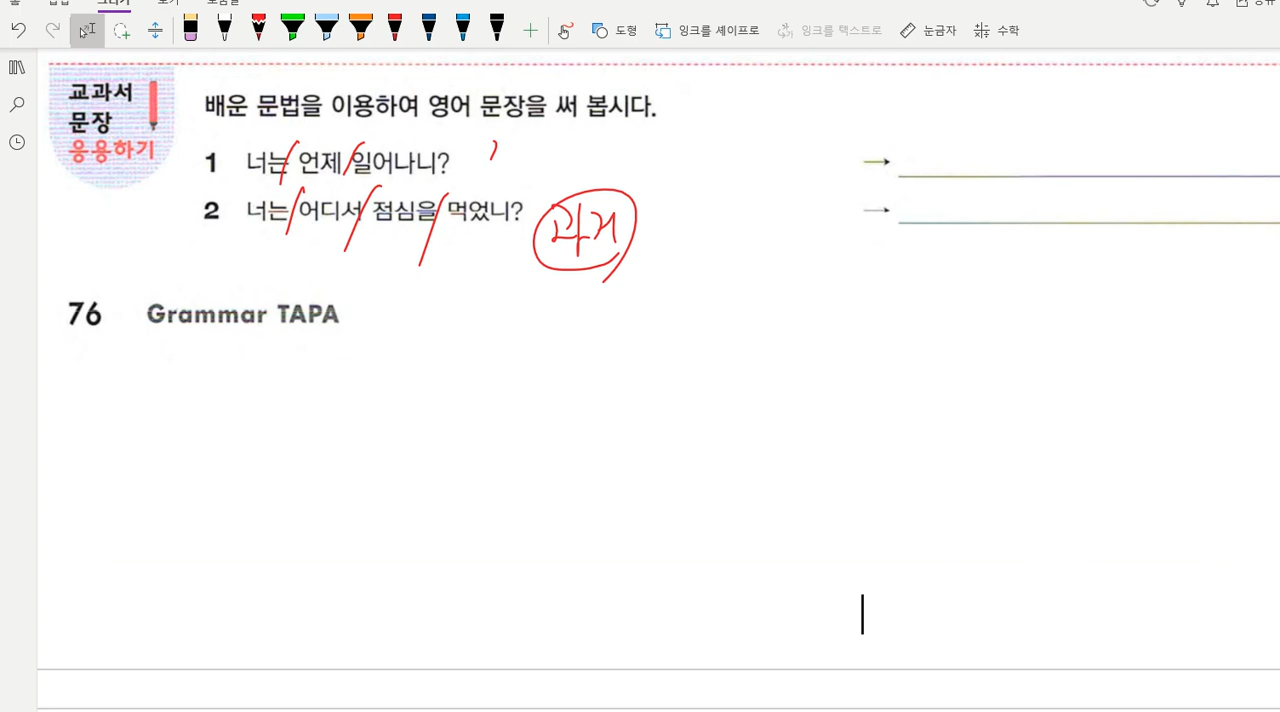 도형 잉크를 셰이프로 잉크를 텍스트로 눈금자 수학
교과서
문장
응용하기
배운 문법을 이용하여 영어 문장을 써 봅시다.
1 너는 언제 일어나니? →
2 너는 어디서 점심을 먹었니? 과거 →
76 Grammar TAPA